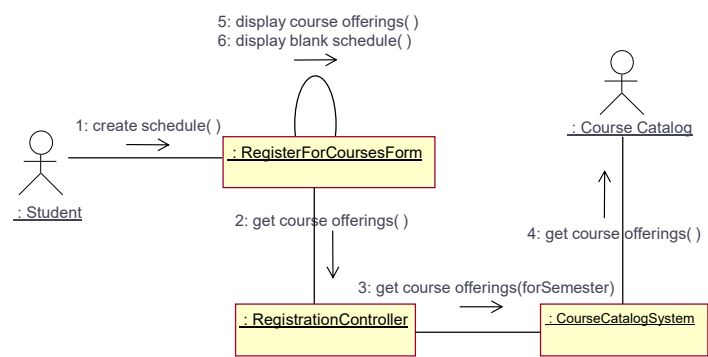 5: display course offerings( )
6: display blank schedule( )
1: create schedule( )
: Course Catalog
: RegisterForCoursesForm
: Student
2: get course offerings( )
4: get course offerings( )
3: get course offerings(forSemester)
: RegistrationController
: CourseCatalogSystem